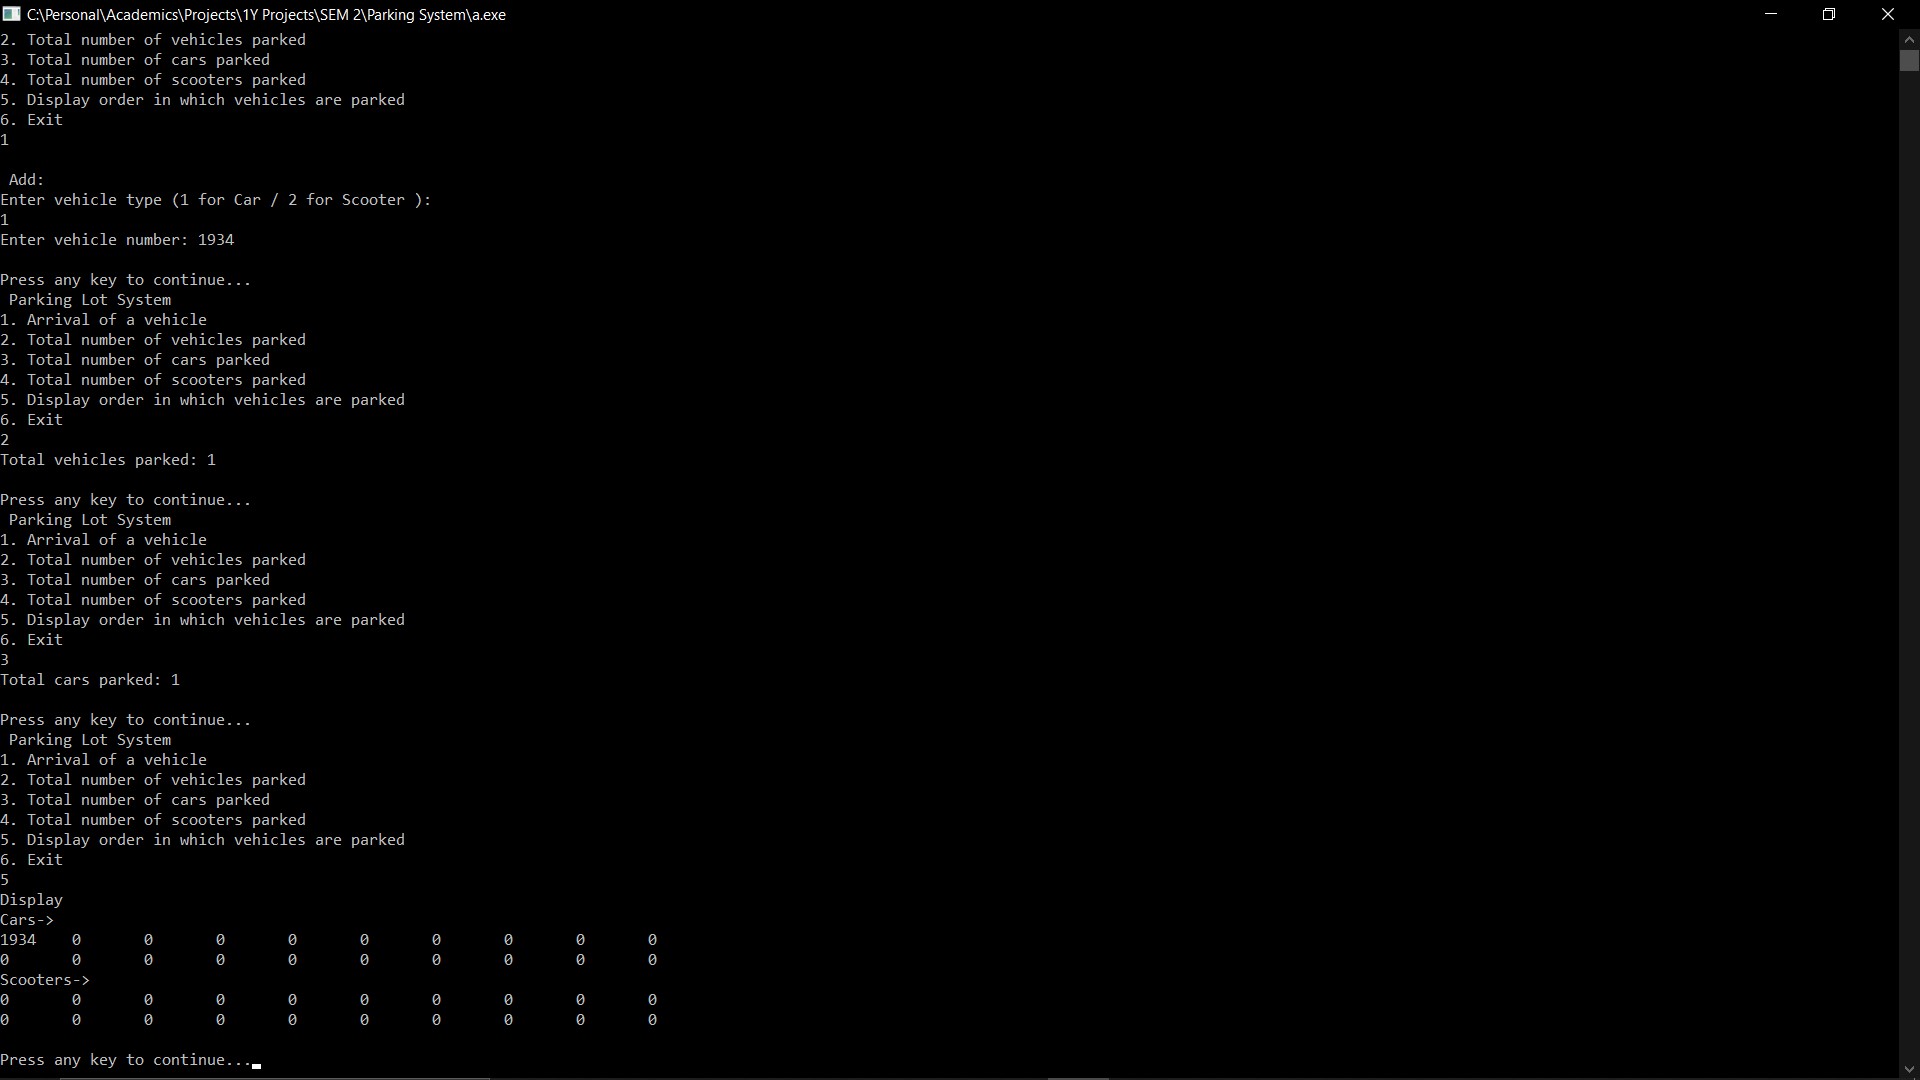 C:\Personal\Academics\Projects\1Y Projects\SEM 2\Parking System\a.exe
2. Total number of vehicles parked
3. Total number of cars parked
4. Total number of scooters parked
5. Display order in which vehicles are parked
6. Exit
1
Add:
Enter vehicle type (1 for Car / 2 for Scooter ):
1
Enter vehicle number: 1934
Press any key to continue...
Parking Lot System
1. Arrival of a vehicle
2. Total number of vehicles parked
3. Total number of cars parked
4. Total number of scooters parked
5. Display order in which vehicles are parked
6. Exit
2
Total vehicles parked: 1
Press any key to continue...
Parking Lot System
1. Arrival of a vehicle
2. Total number of vehicles parked
3. Total number of cars parked
4. Total number of scooters parked
5. Display order in which vehicles are parked
6. Exit
3
Total cars parked: 1
Press any key to continue...
Parking Lot System
1. Arrival of a vehicle
2. Total number of vehicles parked
3. Total number of cars parked
4. Total number of scooters parked
5. Display order in which vehicles are parked
6. Exit
5
Display
Cars->
1934 0 0 0 0 0 0 0 0 0
0 0 0 0 0 0 0 0 0 0
Scooters->
0 0 0 0 0 0 0 0 0 0
0 0 0 0 0 0 0 0 0 0
Press any key to continue...